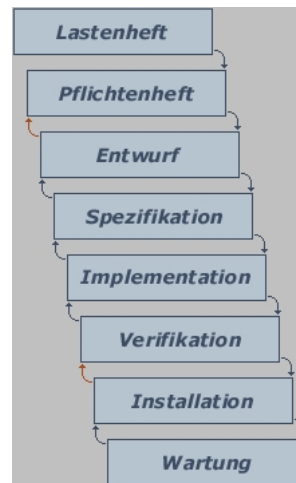 Lastenheft
Pflichtenheft
Entwurf
Spezifikation
Implementation
Verifikation
Installation
Wartung